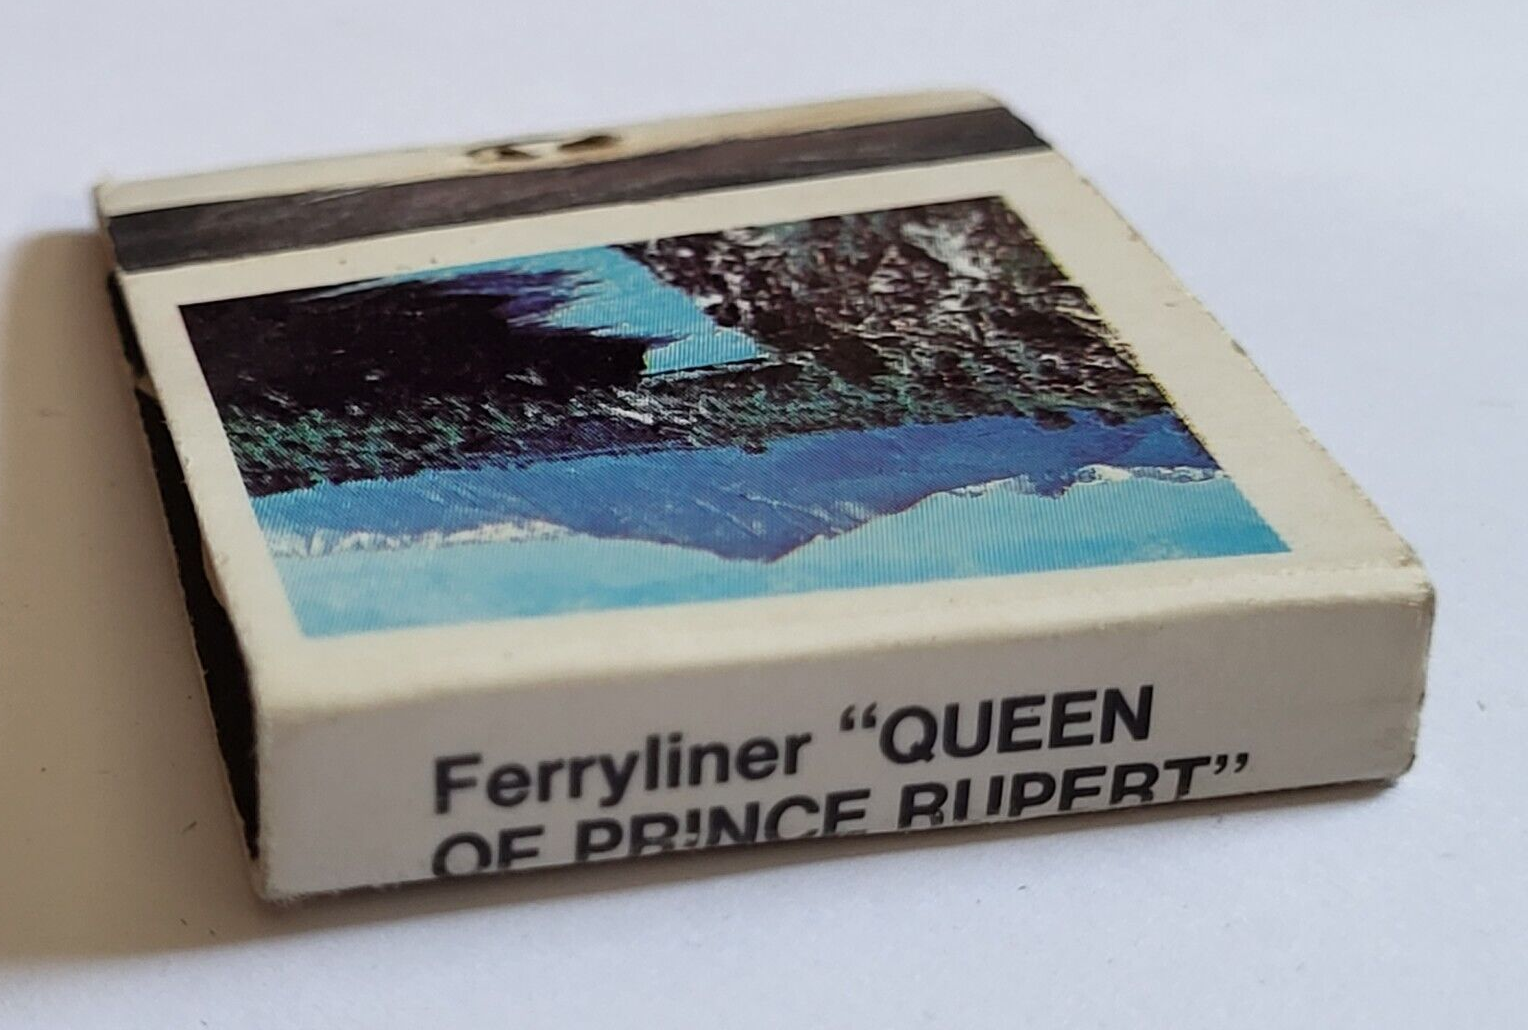 Ferryliner “QUEEN
OF PRINCE RUPERT”